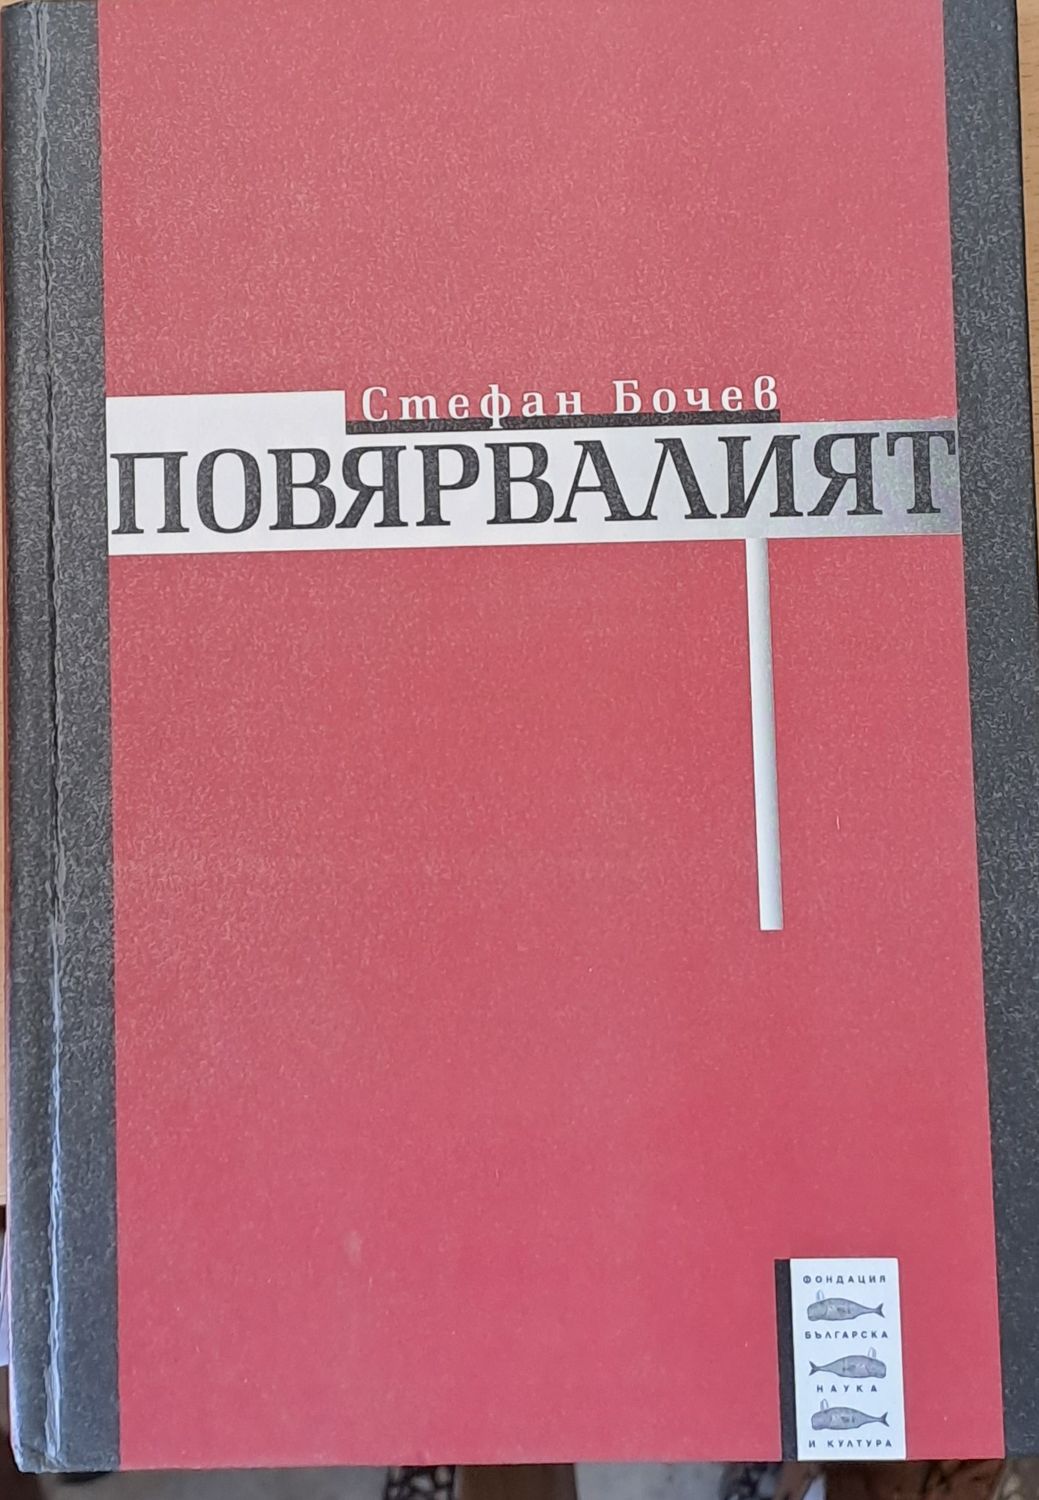 Стефан Бочев
ПОВЯРВАЛИЯТ
ФОНДАЦИЯ
БЪЛГАРСКА
НАУКА
И КУЛТУРА